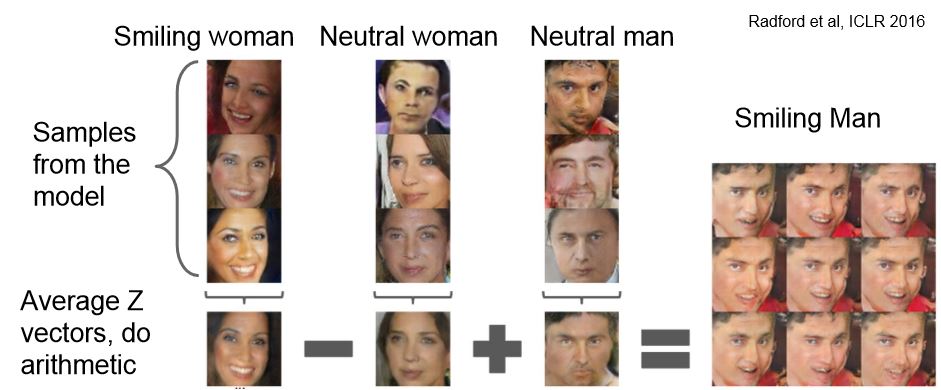 Radford et al, ICLR 2016
Smiling woman
Neutral woman
Neutral man
Samples
from the
model
Smiling Man
Average Z
vectors, do
arithmetic